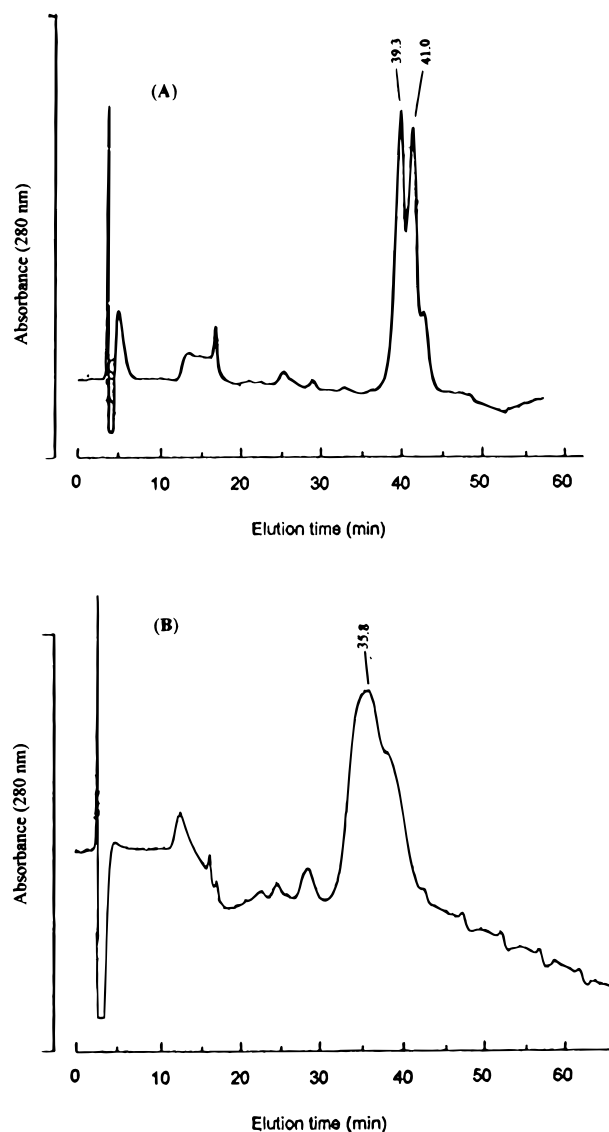 (A)
39.3
41.0
Absorbance (280 nm)
0 10 20 30 40 50 60
Elution time (min)
(B)
35.8
Absorbance (280 nm)
0 10 20 30 40 50 60
Elution time (min)